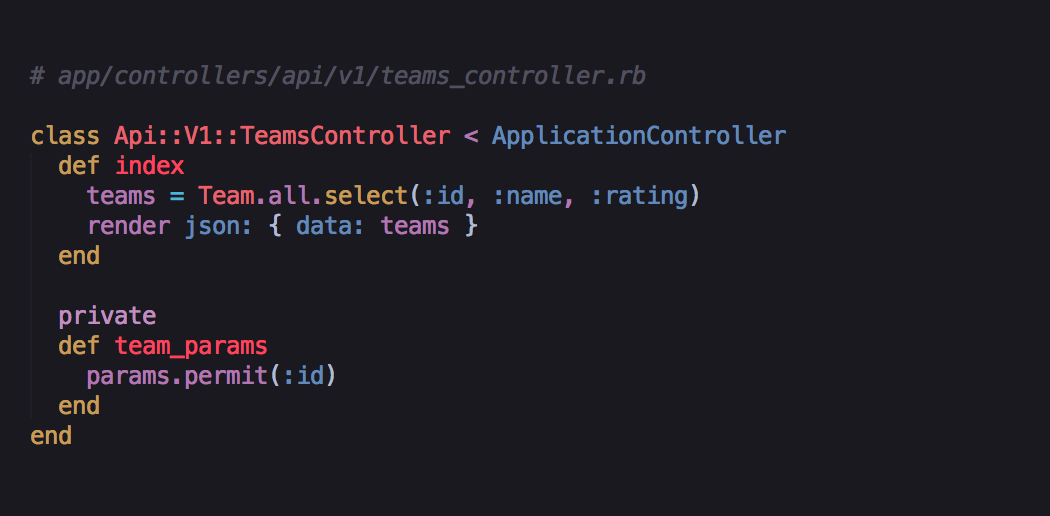 # app/controllers/api/v1/teams_controller.rb
class Api::V1::TeamsController < ApplicationController
  def index
    teams = Team.all.select(:id, :name, :rating)
    render json: { data: teams }
  end
  private
  def team_params
    params.permit(:id)
  end
end